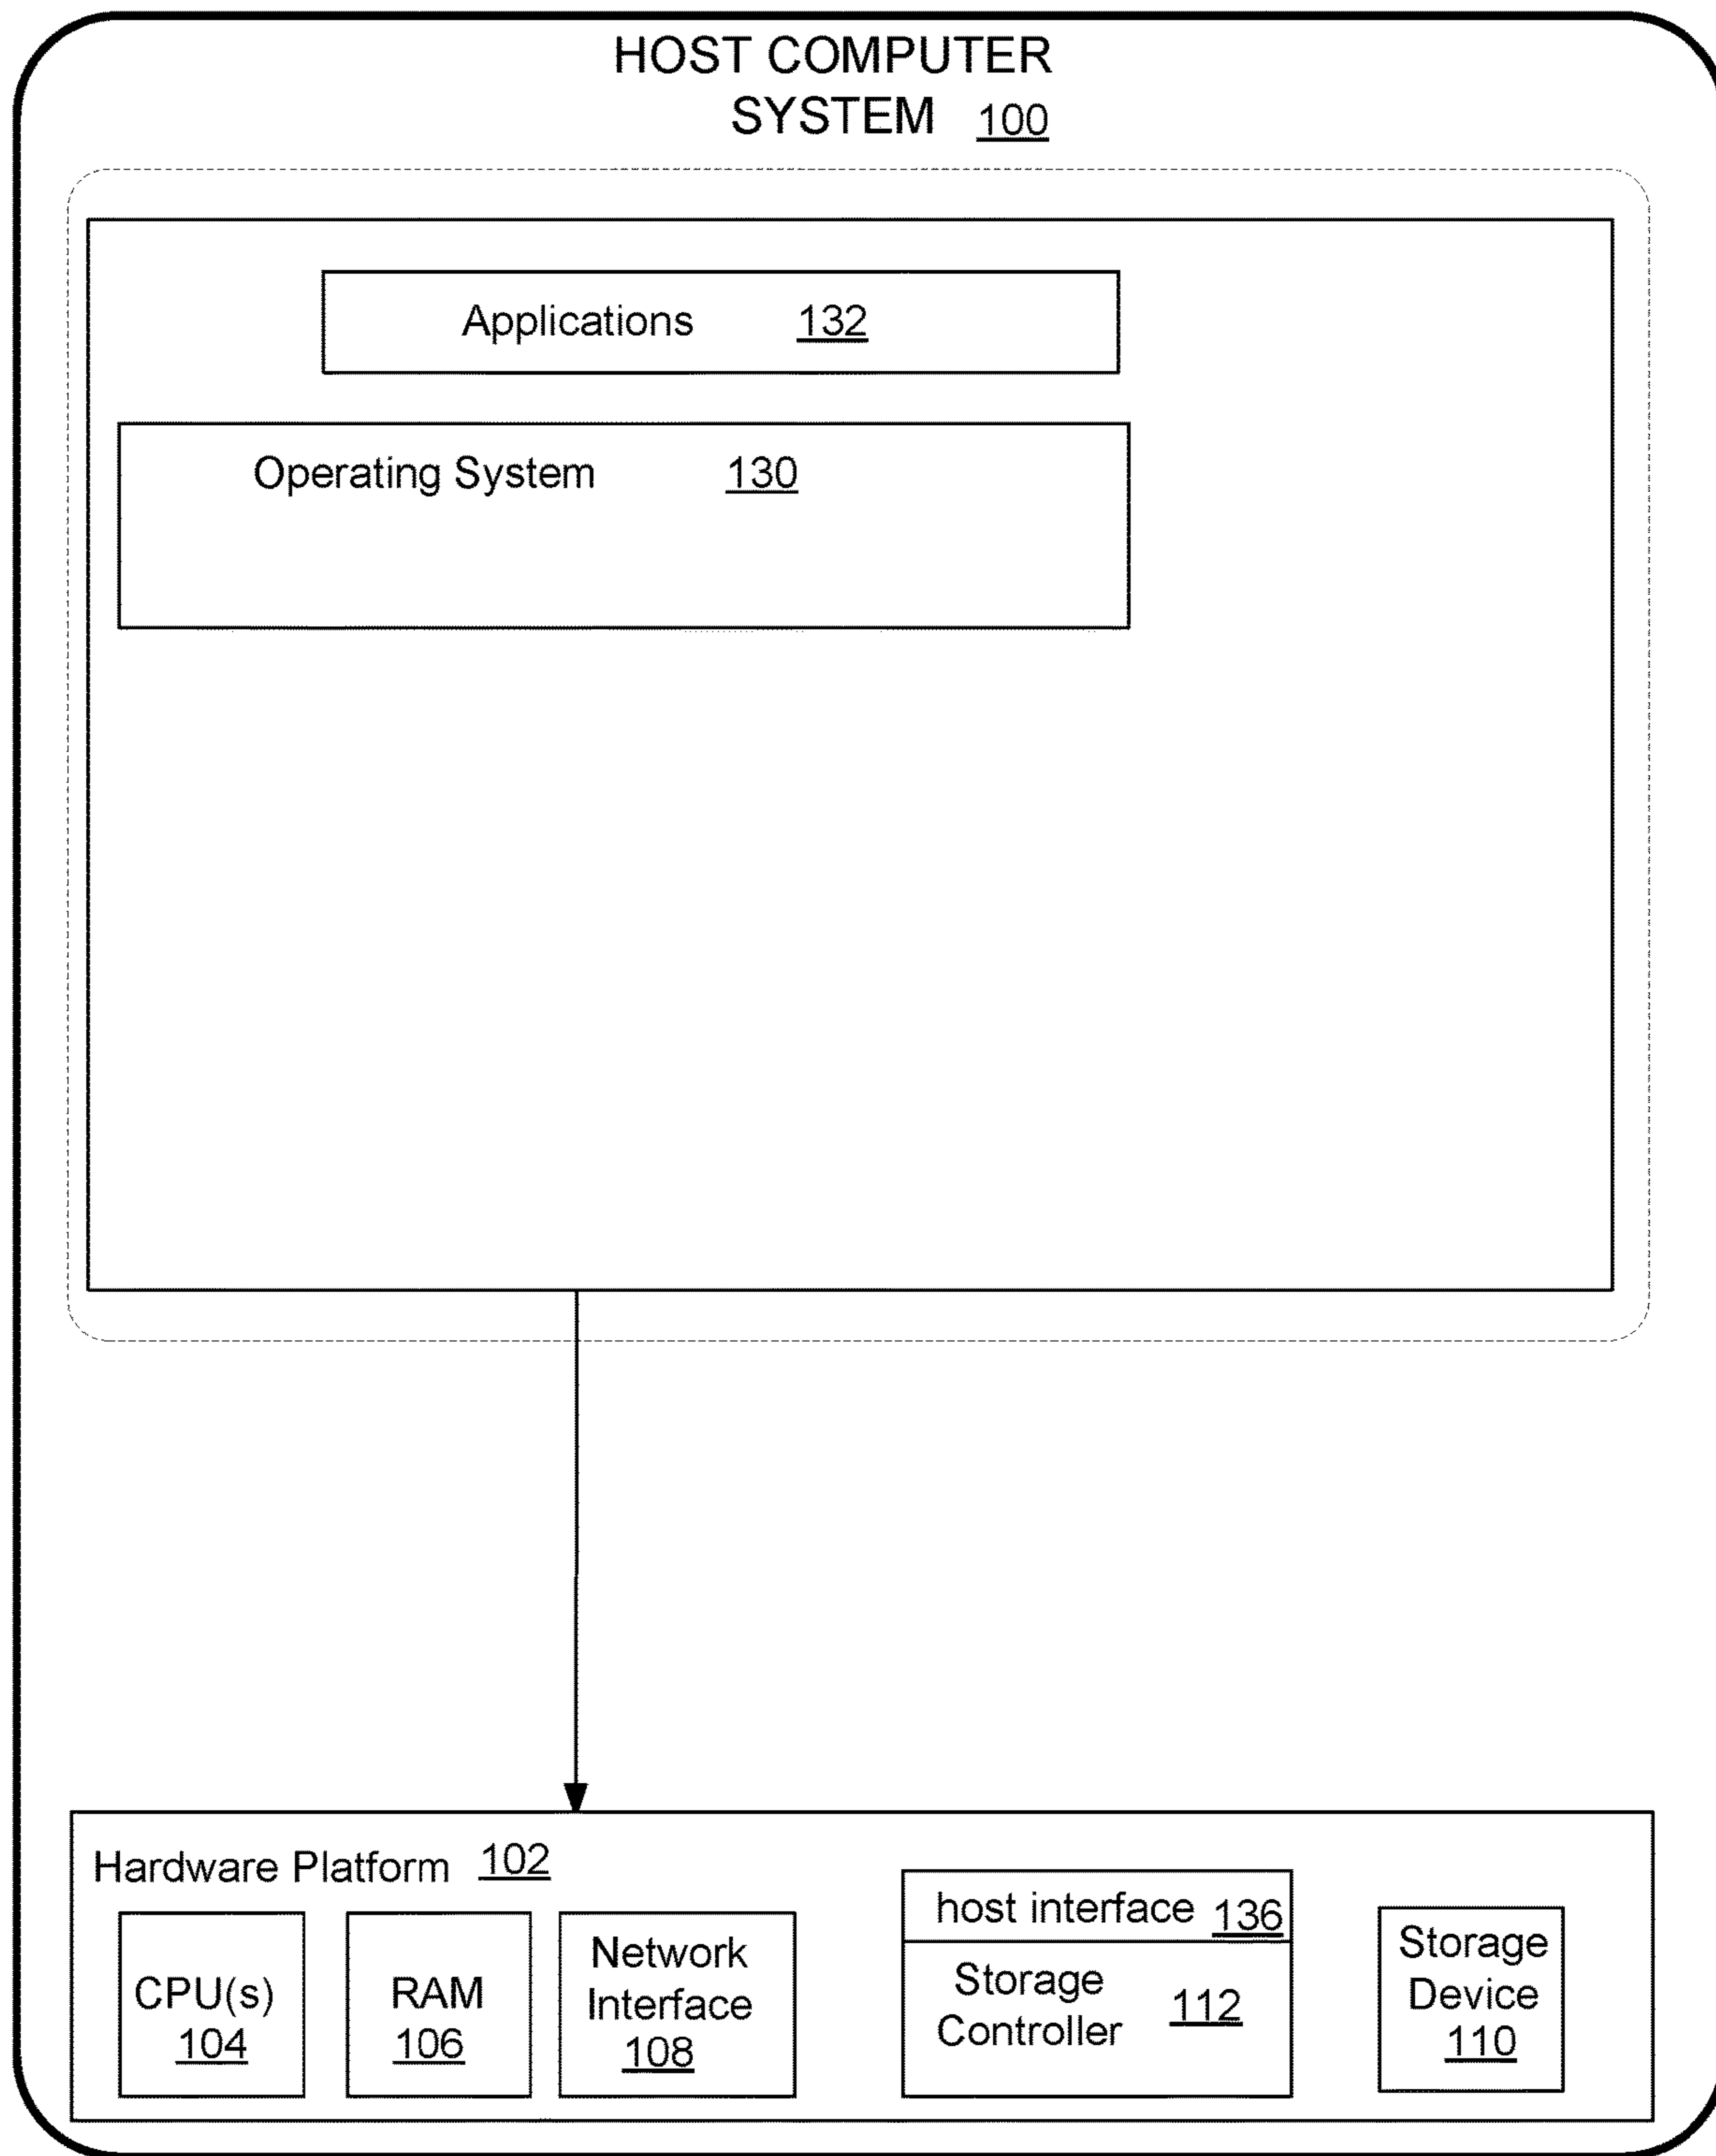 HOST COMPUTER
SYSTEM 100
Applications 132
Operating System 130
Hardware Platform 102
CPU(s)
104
RAM
106
Network
Interface
108
host interface 136
Storage
Controller 112
Storage
Device
110